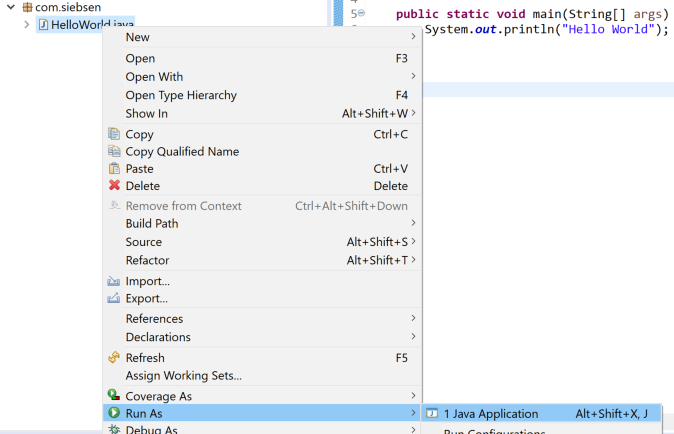 com.siebsen
HelloWorld.java
5 public static void main(String[] args)
System.out.println("Hello World");
New
Open F3
Open With
Open Type Hierarchy F4
Show In Alt+Shift+W
Copy Ctrl+C
Copy Qualified Name
Paste Ctrl+V
Delete Delete
Remove from Context Ctrl+Alt+Shift+Down
Build Path
Source Alt+Shift+S
Refactor Alt+Shift+T
Import...
Export...
References
Declarations
Refresh F5
Assign Working Sets...
Coverage As
Run As
1 Java Application Alt+Shift+X, J
Debug As
Run Configurations